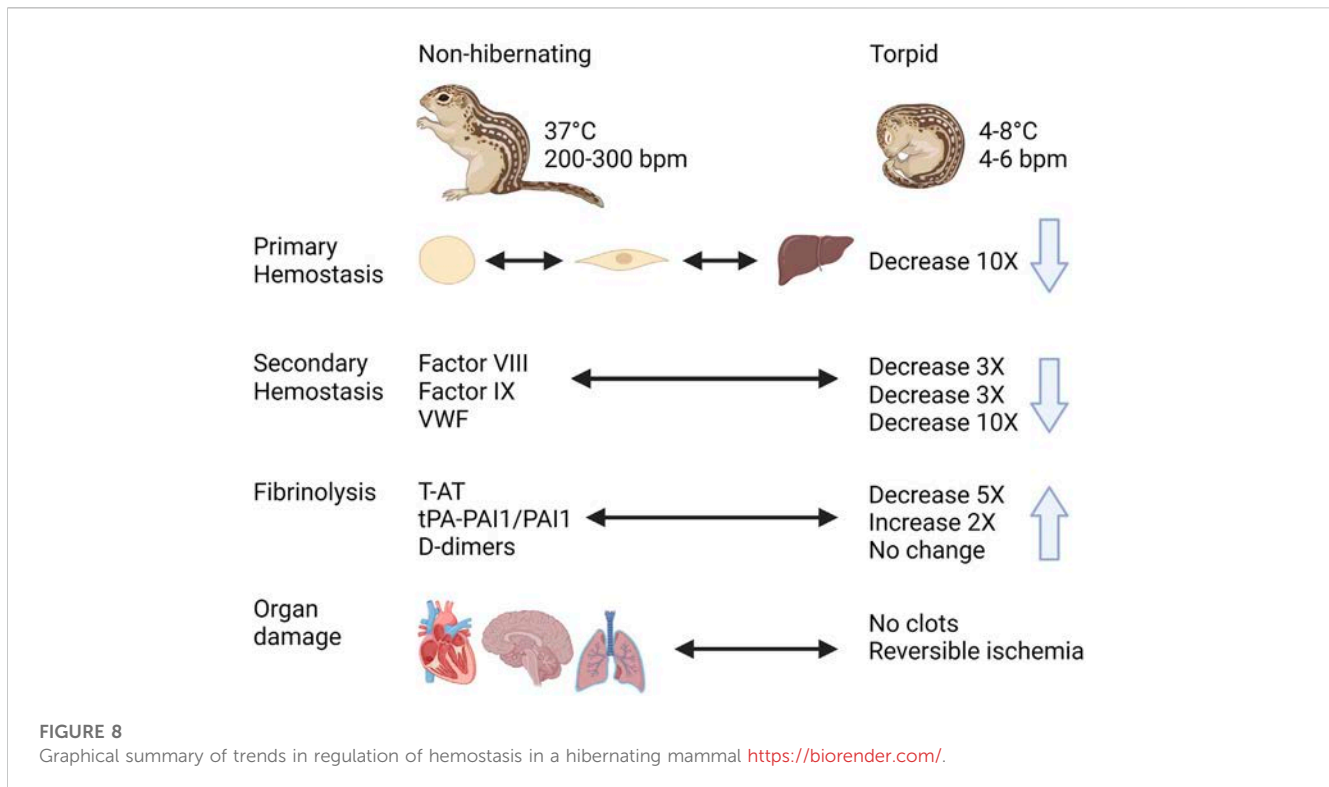 Non-hibernating
Torpid
37°C
200-300 bpm
4-8°C
4-6 bpm
Primary
Hemostasis
Decrease 10X
Secondary
Hemostasis
Factor VIII
Factor IX
VWF
Decrease 3X
Decrease 3X
Decrease 10X
Fibrinolysis
T-AT
tPA-PAI1/PAI1
D-dimers
Decrease 5X
Increase 2X
No change
Organ
damage
No clots
Reversible ischemia
FIGURE 8
Graphical summary of trends in regulation of hemostasis in a hibernating mammal https://biorender.com/.